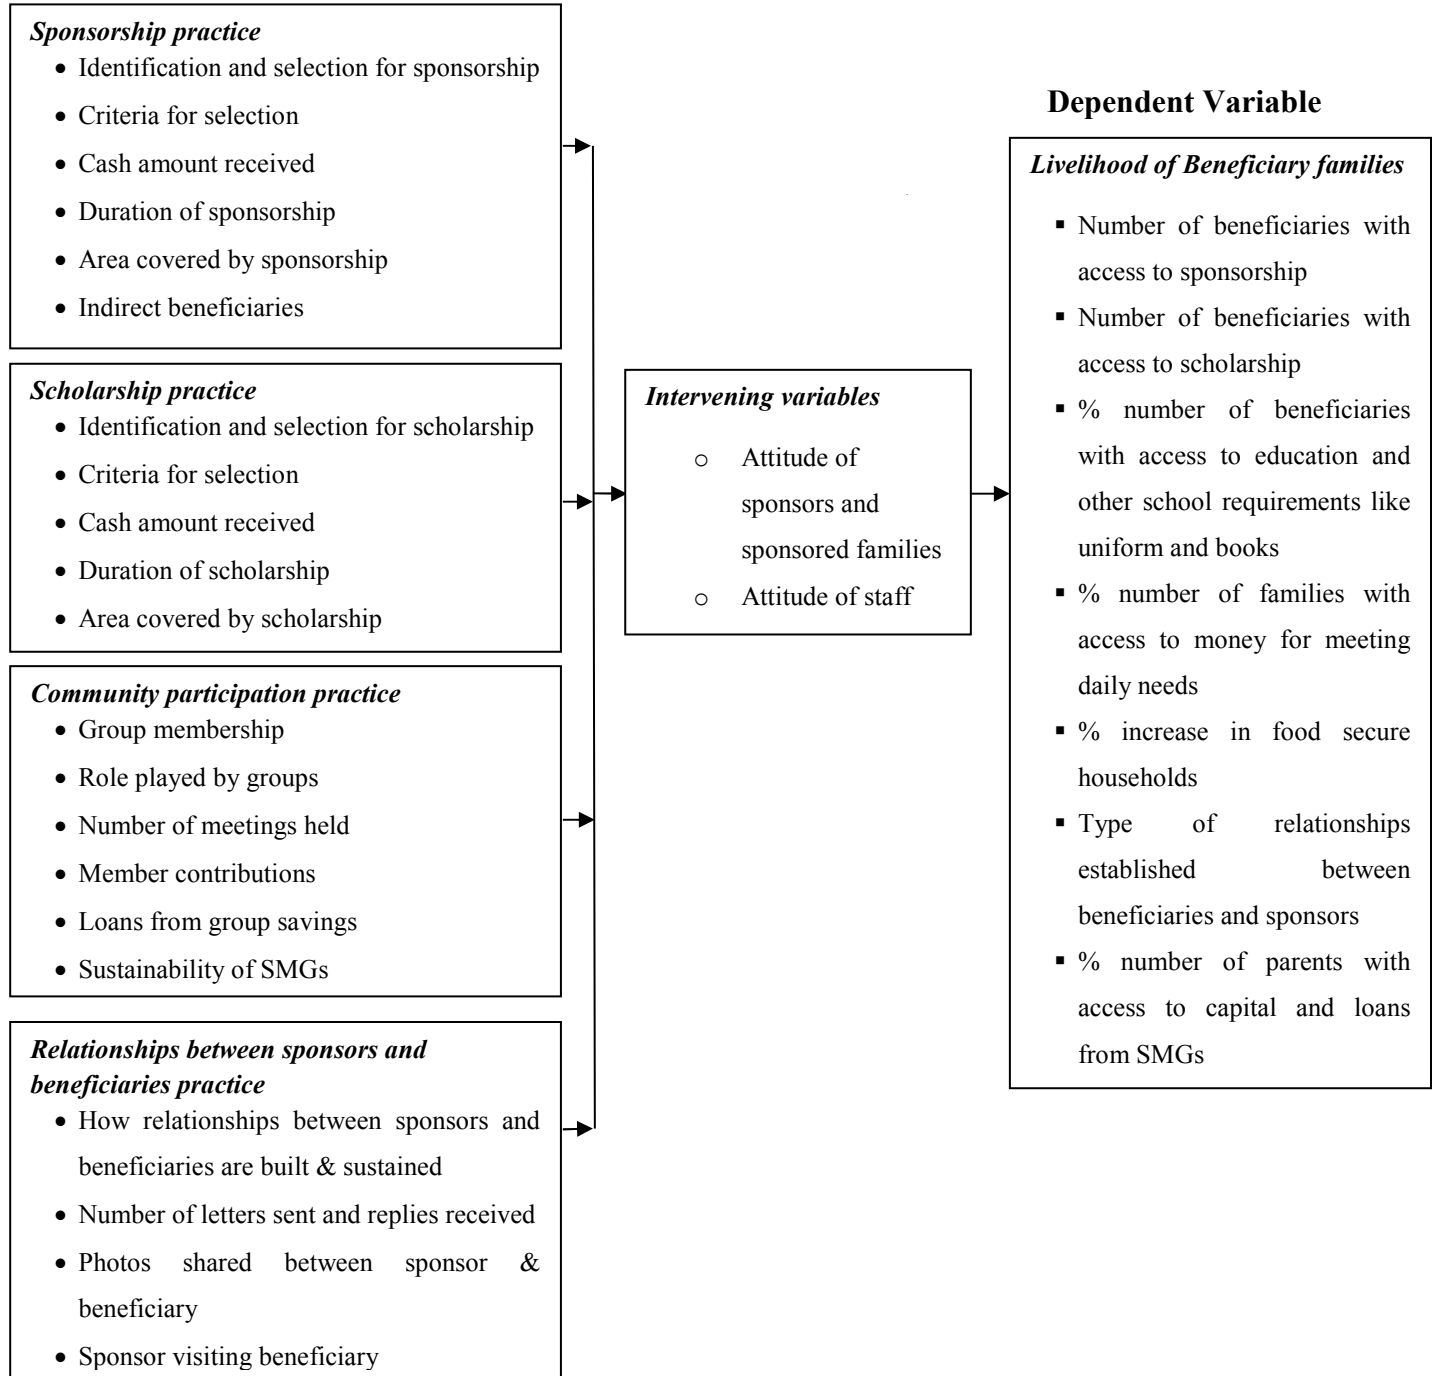 Sponsorship practice
• Identification and selection for sponsorship
• Criteria for selection
• Cash amount received
• Duration of sponsorship
• Area covered by sponsorship
• Indirect beneficiaries
Scholarship practice
• Identification and selection for scholarship
• Criteria for selection
• Cash amount received
• Duration of scholarship
• Area covered by scholarship
Community participation practice
• Group membership
• Role played by groups
• Number of meetings held
• Member contributions
• Loans from group savings
• Sustainability of SMGs
Relationships between sponsors and
beneficiaries practice
• How relationships between sponsors and
beneficiaries are built & sustained
• Number of letters sent and replies received
• Photos shared between sponsor &
beneficiary
• Sponsor visiting beneficiary
Intervening variables
o Attitude of
sponsors and
sponsored families
o Attitude of staff
Dependent Variable
Livelihood of Beneficiary families
▪ Number of beneficiaries with
access to sponsorship
▪ Number of beneficiaries with
access to scholarship
▪ % number of beneficiaries
with access to education and
other school requirements like
uniform and books
▪ % number of families with
access to money for meeting
daily needs
▪ % increase in food secure
households
▪ Type of relationships
established between
beneficiaries and sponsors
▪ % number of parents with
access to capital and loans
from SMGs